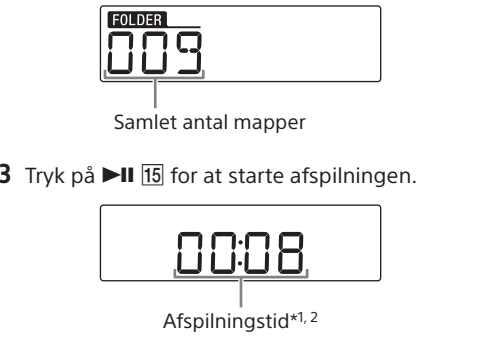 FOLDER
009
Samlet antal mapper
3 Tryk på ►II 15 for at starte afspilningen.
00:08
Afspilningstid*1, 2